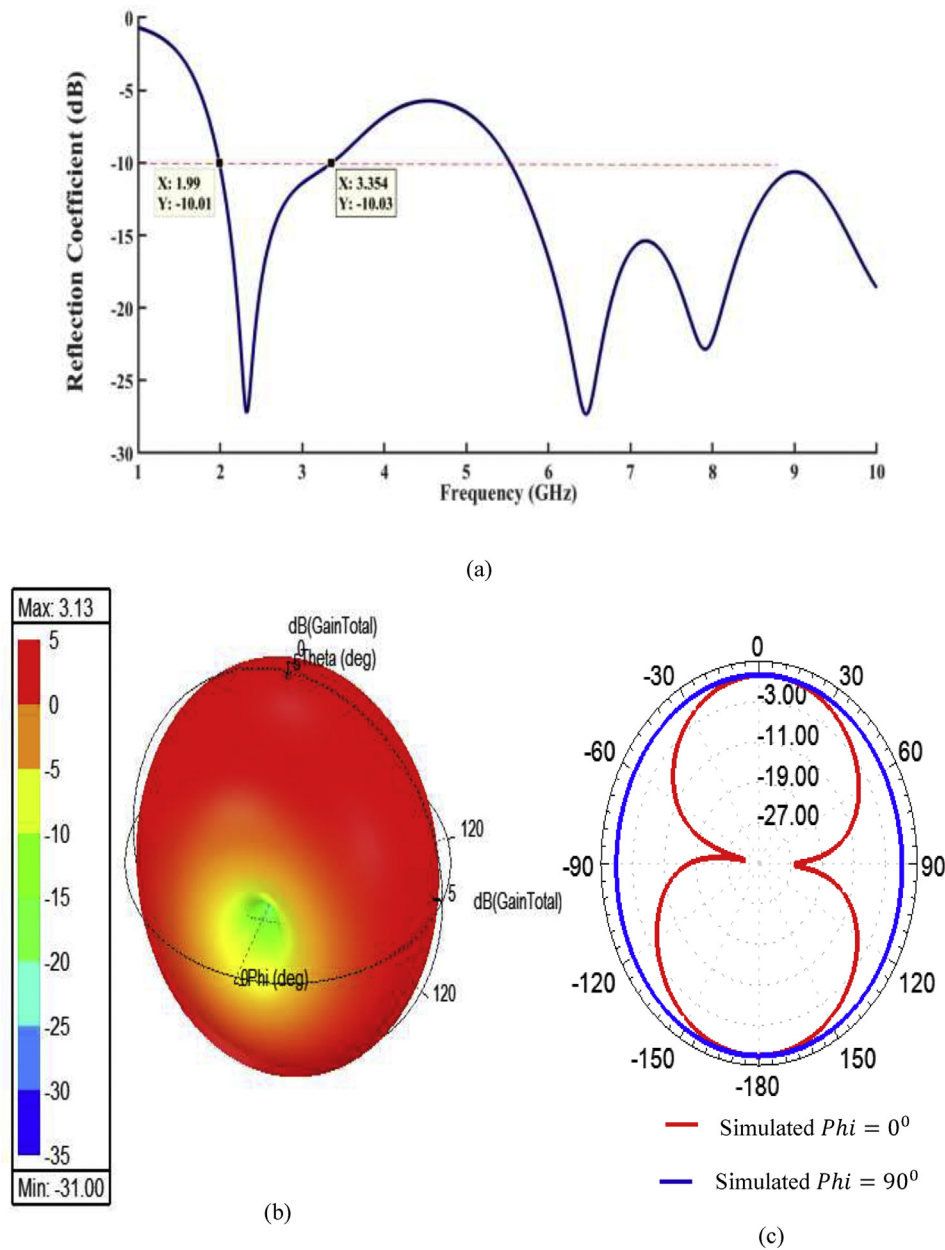 0
-5
-10
-15
-20
-25
-30
Reflection Coefficient (dB)
X: 1.99
Y: -10.01
X: 3.354
Y: -10.03
1 2 3 4 5 6 7 8 9 10
Frequency (GHz)
(a)
Max: 3.13
5
0
-5
-10
-15
-20
-25
-30
-35
Min: -31.00
dB(GainTotal)
0
5
Theta (deg)
120
5
dB(GainTotal)
0Phi (deg)
120
(b)
0
-30 30
-60 60
-90 90
-120 120
-150 150
-180
-3.00
-11.00
-19.00
-27.00
Simulated Phi = 0⁰
Simulated Phi = 90⁰
(c)